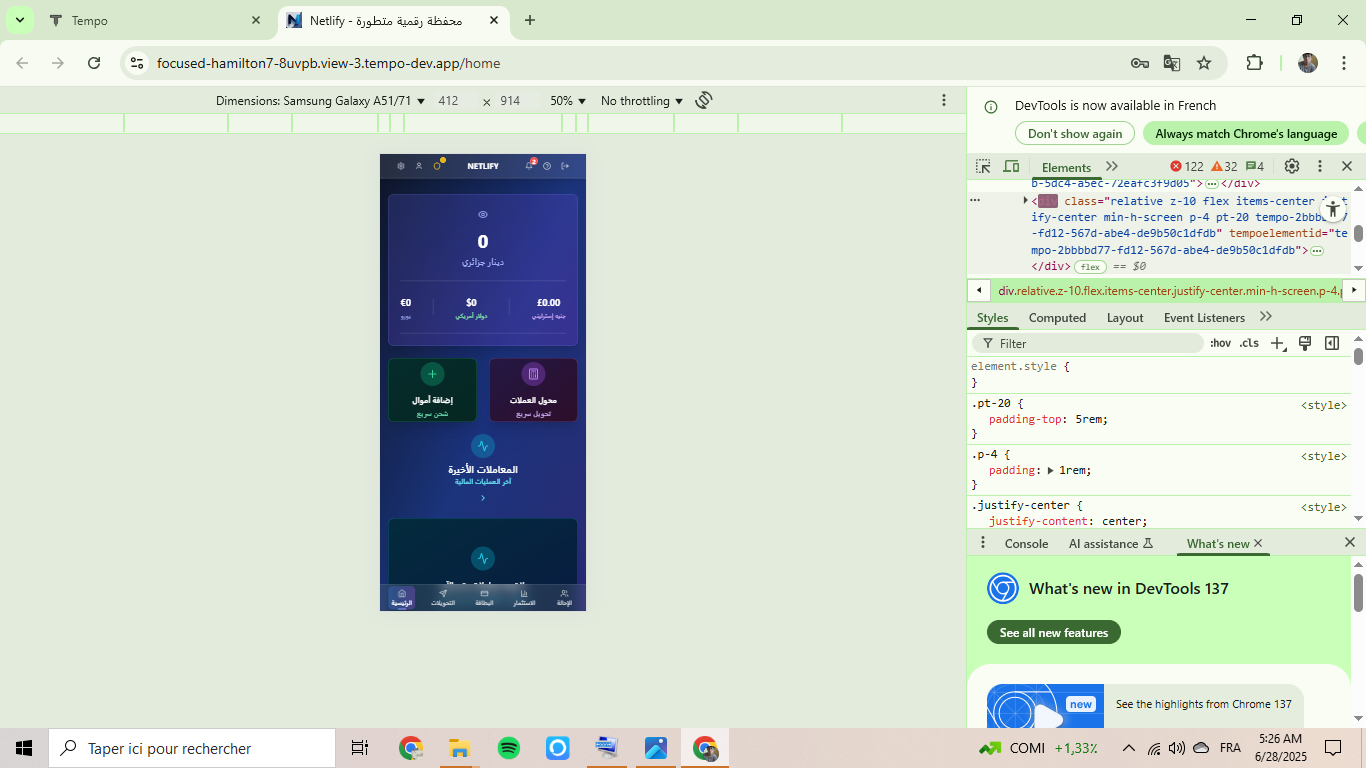 Tempo
Netlify - محفظة رقمية متطورة
focused-hamilton7-8uvpb.view-3.tempo-dev.app/home
Dimensions: Samsung Galaxy A51/71 412 × 914 50% No throttling
NETLIFY
2
0
دينار جزائري
€0 $0 £0.00
يورو دولار أمريكي جنيه إسترليني
إضافة أموال
شحن سريع
محول العملات
تحويل سريع
المعاملات الأخيرة
آخر العمليات المالية
الرئيسية التحويلات البطاقة الاستثمار الإحالة
DevTools is now available in French
Don't show again Always match Chrome's language
Elements 122 32 4
b-5dc4-a5ec-72eafc3f9d05">…</div>
<div class="relative z-10 flex items-center
ify-center min-h-screen p-4 pt-20
-fd12-567d-abe4-de9b50c1dfdb" tempoelementid="te
mpo-2bbbbd77-fd12-567d-abe4-de9b50c1dfdb">…
</div> flex == $0
div.relative.z-10.flex.items-center.justify-center.min-h-screen.p-4.
Styles Computed Layout Event Listeners
Filter :hov .cls
element.style {
}
.pt-20 { <style>
padding-top: 5rem;
}
.p-4 { <style>
padding: 1rem;
}
.justify-center { <style>
justify-content: center;
Console AI assistance What's new
What's new in DevTools 137
See all new features
new
See the highlights from Chrome 137
Taper ici pour rechercher
COMI +1,33%
FRA
5:26 AM
6/28/2025